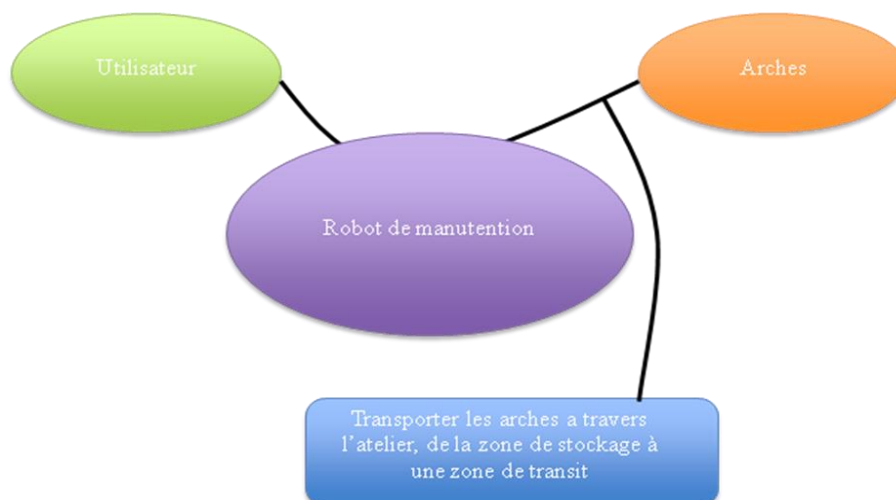 Utilisateur
Arches
Robot de manutention
Transporter les arches a travers
l'atelier, de la zone de stockage à
une zone de transit